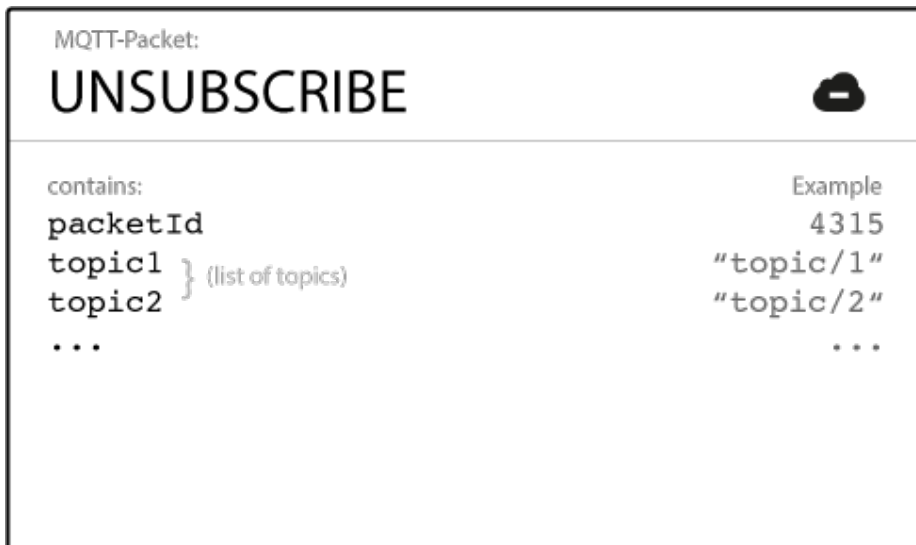 MQTT-Packet:
UNSUBSCRIBE
contains: Example
packetId 4315
topic1 } (list of topics) “topic/1“
topic2 “topic/2“
... ...